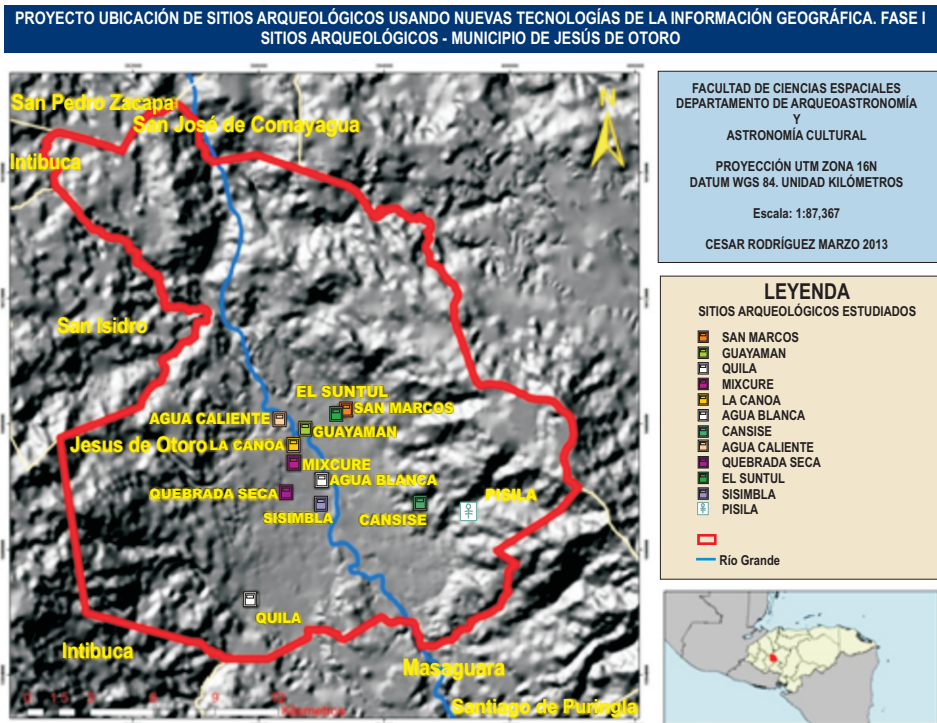 PROYECTO UBICACIÓN DE SITIOS ARQUEOLÓGICOS USANDO NUEVAS TECNOLOGÍAS DE LA INFORMACIÓN GEOGRÁFICA. FASE I
SITIOS ARQUEOLÓGICOS - MUNICIPIO DE JESÚS DE OTORO
San Pedro Zacapa
San José de Comayagua
Intibuca
N
San Isidro
EL SUNTUL
SAN MARCOS
AGUA CALIENTE
GUAYAMAN
Jesus de Otoro
LA CANOA
MIXCURE
AGUA BLANCA
QUEBRADA SECA
PISILA
SISIMBLA
CANSISE
QUILA
Intibuca
Masaguara
Santiago de Puringla
FACULTAD DE CIENCIAS ESPACIALES
DEPARTAMENTO DE ARQUEOASTRONOMÍA
Y
ASTRONOMÍA CULTURAL
PROYECCIÓN UTM ZONA 16N
DATUM WGS 84. UNIDAD KILÓMETROS
Escala: 1:87,367
CESAR RODRÍGUEZ MARZO 2013
LEYENDA
SITIOS ARQUEOLÓGICOS ESTUDIADOS
SAN MARCOS
GUAYAMAN
QUILA
MIXCURE
LA CANOA
AGUA BLANCA
CANSISE
AGUA CALIENTE
QUEBRADA SECA
EL SUNTUL
SISIMBLA
PISILA
Río Grande